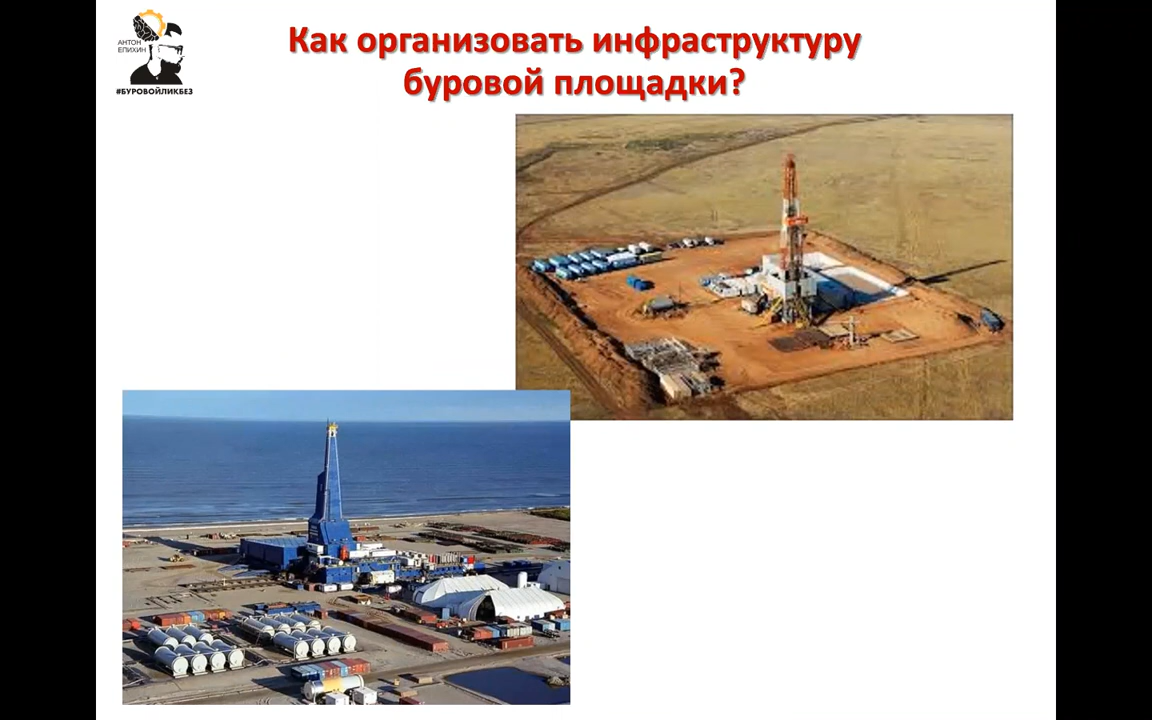 АНТОН
ЕПИХИН
#БУРОВОЙЛИКБЕЗ
Как организовать инфраструктуру
буровой площадки?